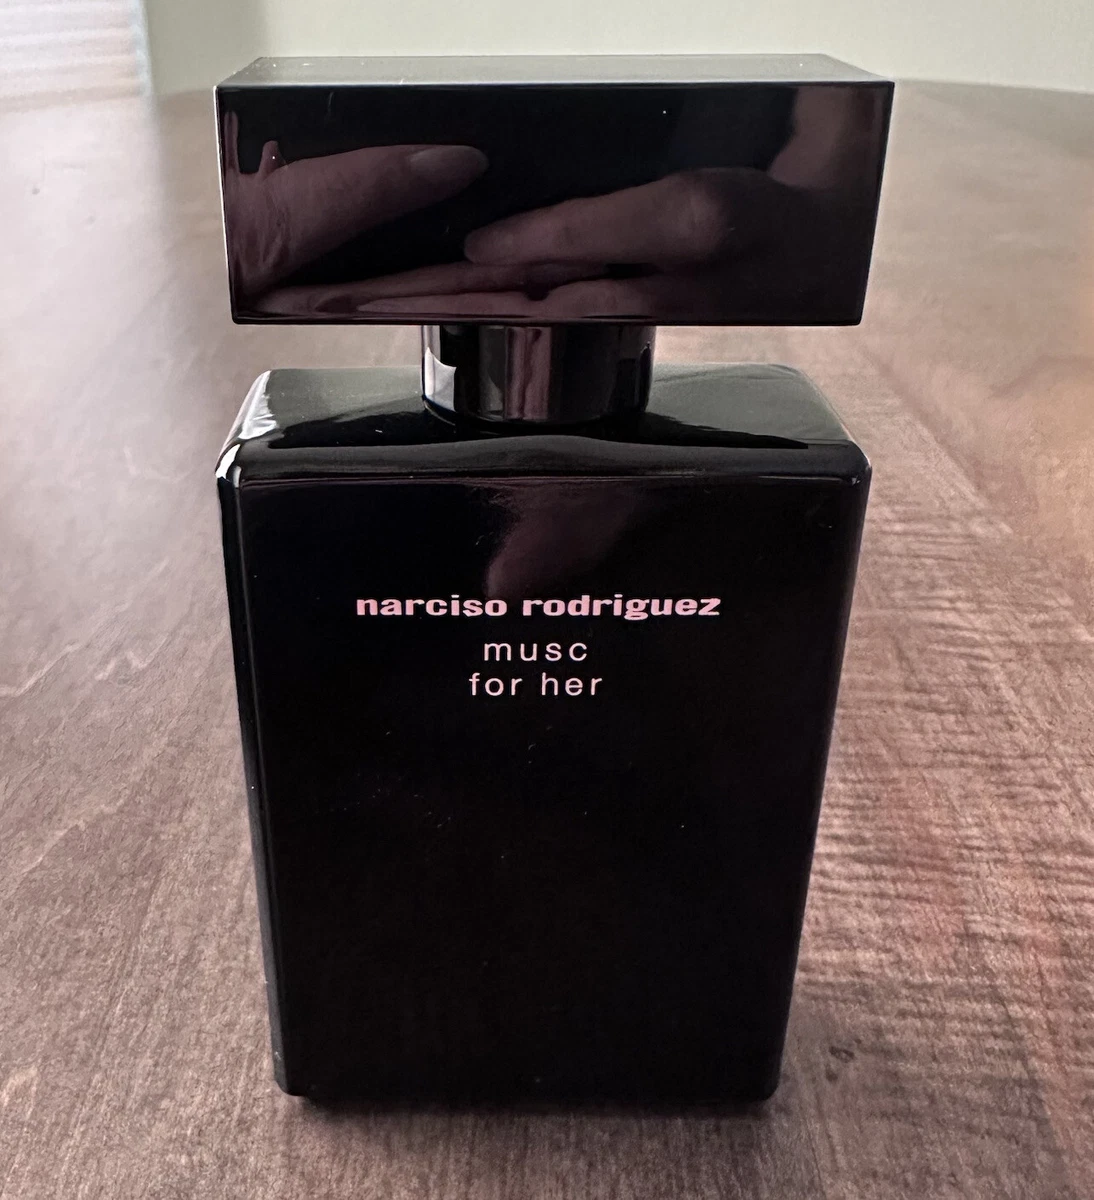 narciso rodriguez
musc
for her